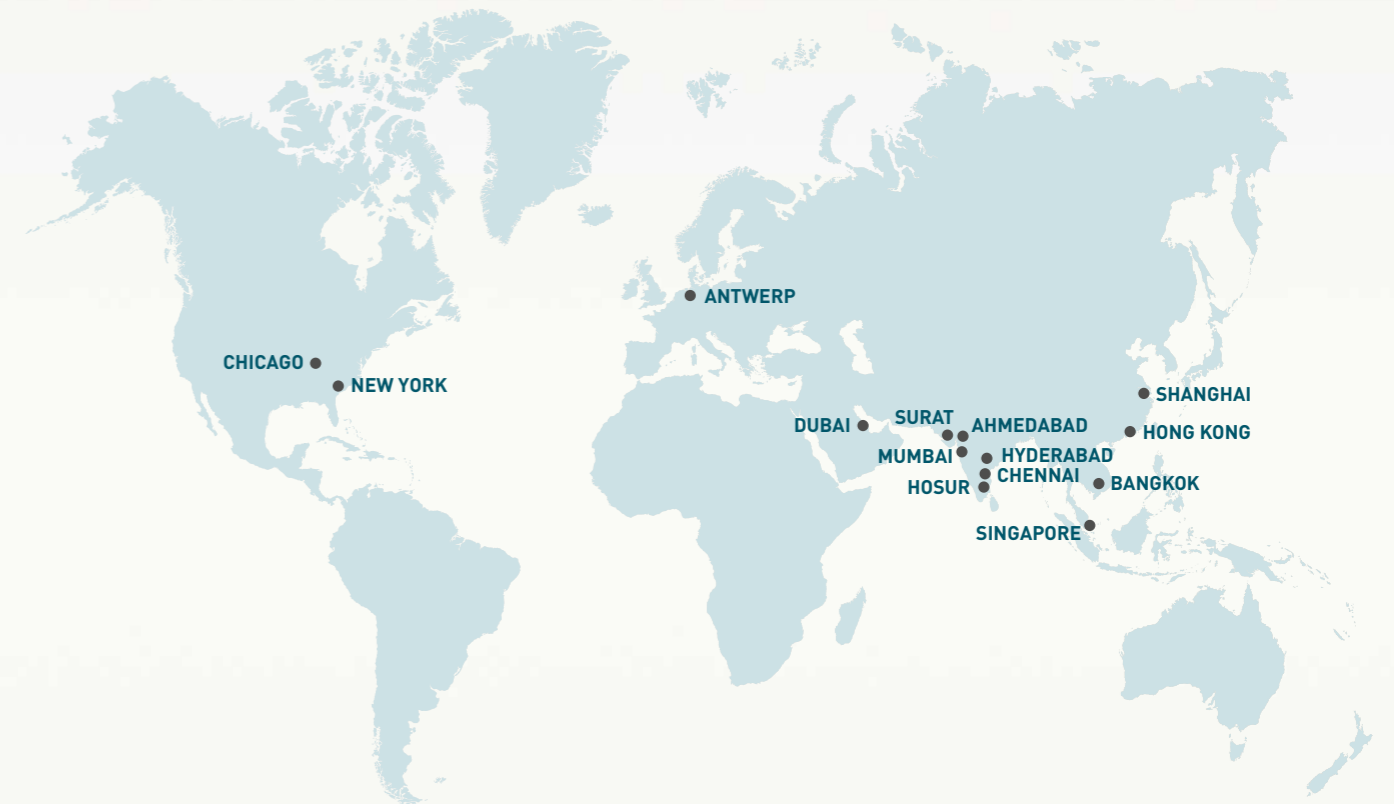 ANTWERP
CHICAGO
NEW YORK
SHANGHAI
SURAT
DUBAI
AHMEDABAD
HONG KONG
MUMBAI
HYDERABAD
CHENNAI
HOSUR
BANGKOK
SINGAPORE